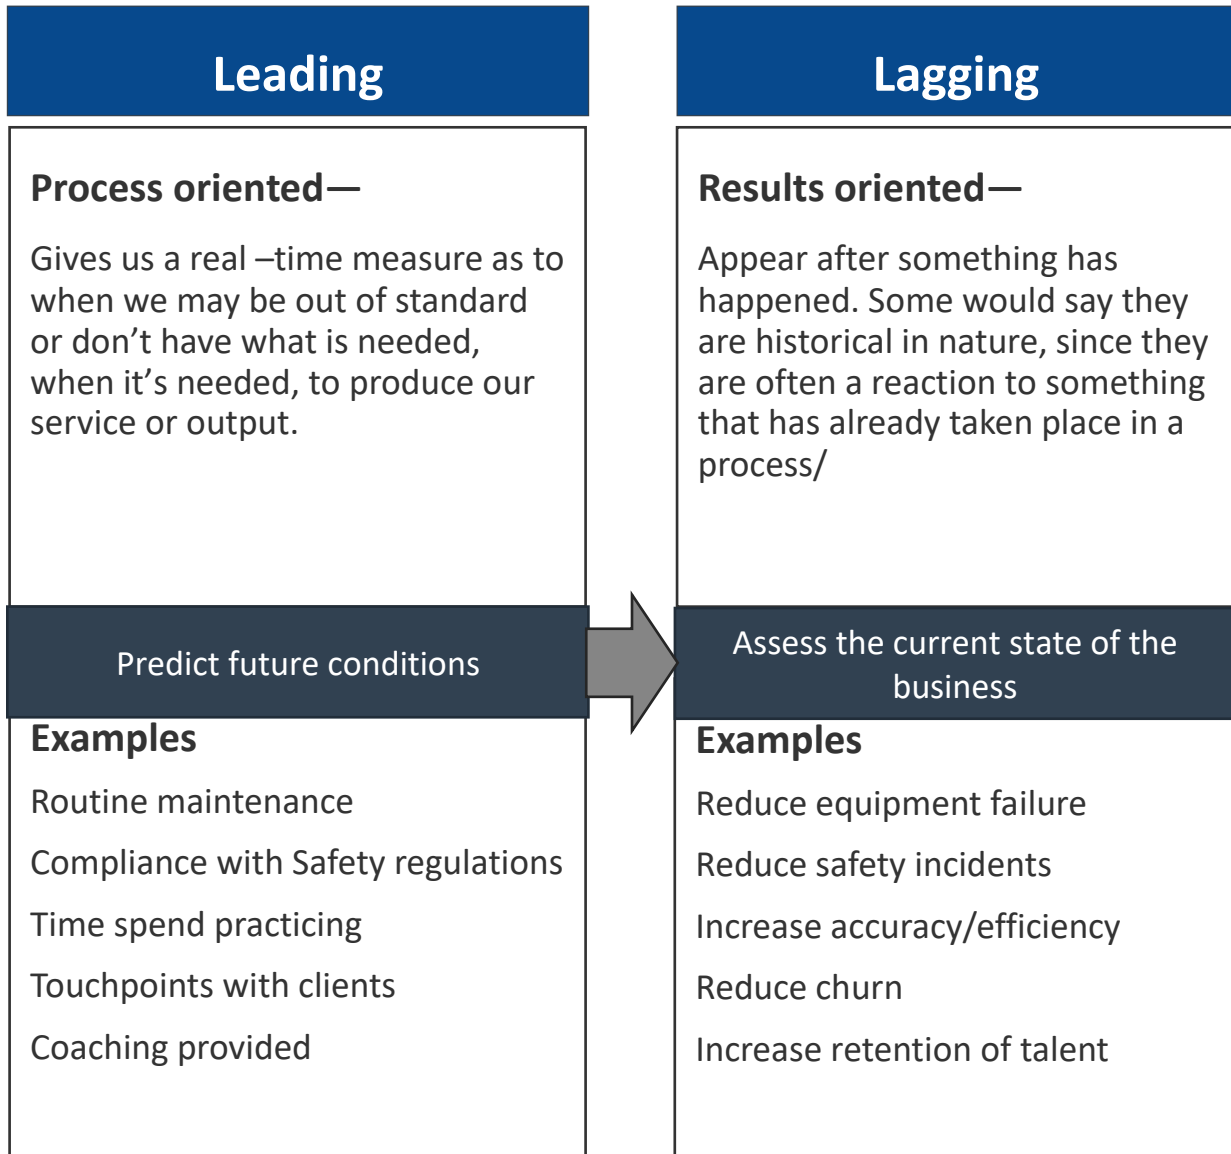 Leading
Process oriented—
Gives us a real –time measure as to
when we may be out of standard
or don’t have what is needed,
when it’s needed, to produce our
service or output.
Predict future conditions
Examples
Routine maintenance
Compliance with Safety regulations
Time spend practicing
Touchpoints with clients
Coaching provided
Lagging
Results oriented—
Appear after something has
happened. Some would say they
are historical in nature, since they
are often a reaction to something
that has already taken place in a
process/
Assess the current state of the
business
Examples
Reduce equipment failure
Reduce safety incidents
Increase accuracy/efficiency
Reduce churn
Increase retention of talent